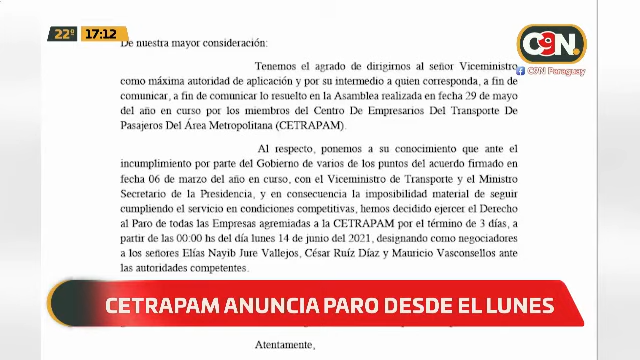 22º 17:12
C9N.
C9N Paraguay
De nuestra mayor consideración:
Tenemos el agrado de dirigirnos al señor Viceministro
como máxima autoridad de aplicación y por su intermedio a quien corresponda, a fin de
comunicar, a fin de comunicar lo resuelto en la Asamblea realizada en fecha 29 de mayo
del año en curso por los miembros del Centro De Empresarios Del Transporte De
Pasajeros Del Área Metropolitana (CETRAPAM).
Al respecto, ponemos a su conocimiento que ante el
incumplimiento por parte del Gobierno de varios de los puntos del acuerdo firmado en
fecha 06 de marzo del año en curso, con el Viceministro de Transporte y el Ministro
Secretario de la Presidencia, y en consecuencia la imposibilidad material de seguir
cumpliendo el servicio en condiciones competitivas, hemos decidido ejercer el Derecho
al Paro de todas las Empresas agremiadas a la CETRAPAM por el término de 3 días, a
partir de las 00:00 hs del día lunes 14 de junio del 2021, designando como negociadores
a los señores Elías Nayib Jure Vallejos, César Ruíz Díaz y Mauricio Vasconsellos ante
las autoridades competentes.
CETRAPAM ANUNCIA PARO DESDE EL LUNES
Atentamente,